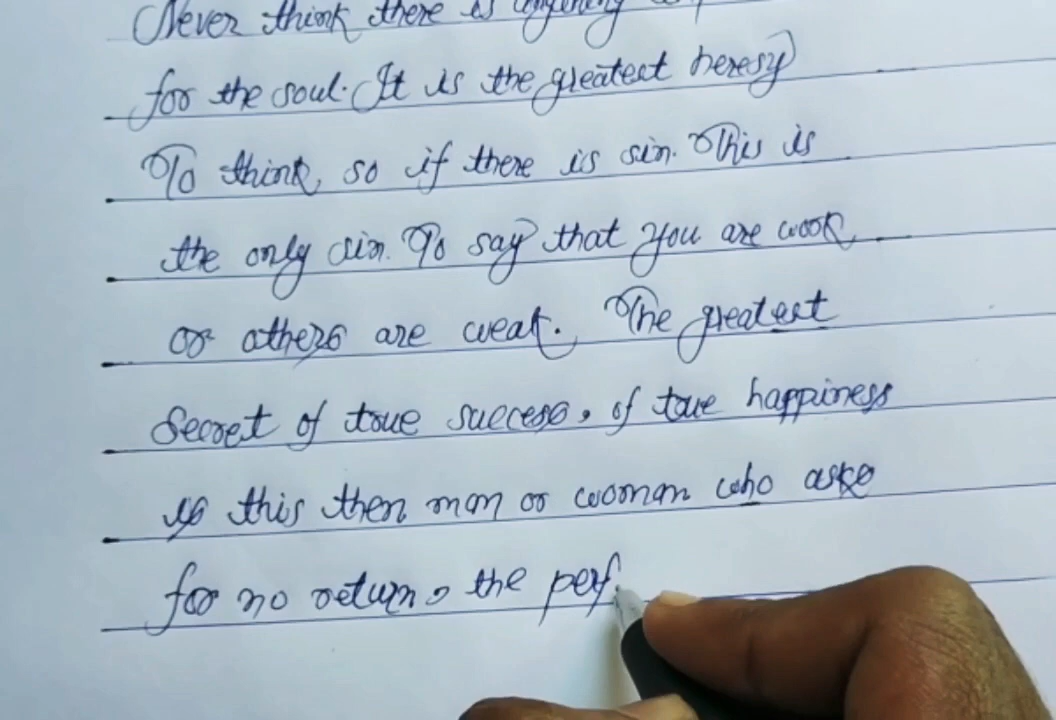 Never think there is
for the soul. It is the greatest heresy
To think, so if there is sin. This is
the only sin. To say that you are weak
or others are weak. The greatest
Secret of true success, of true happiness
is this then man or woman who asks
for no return, the perf